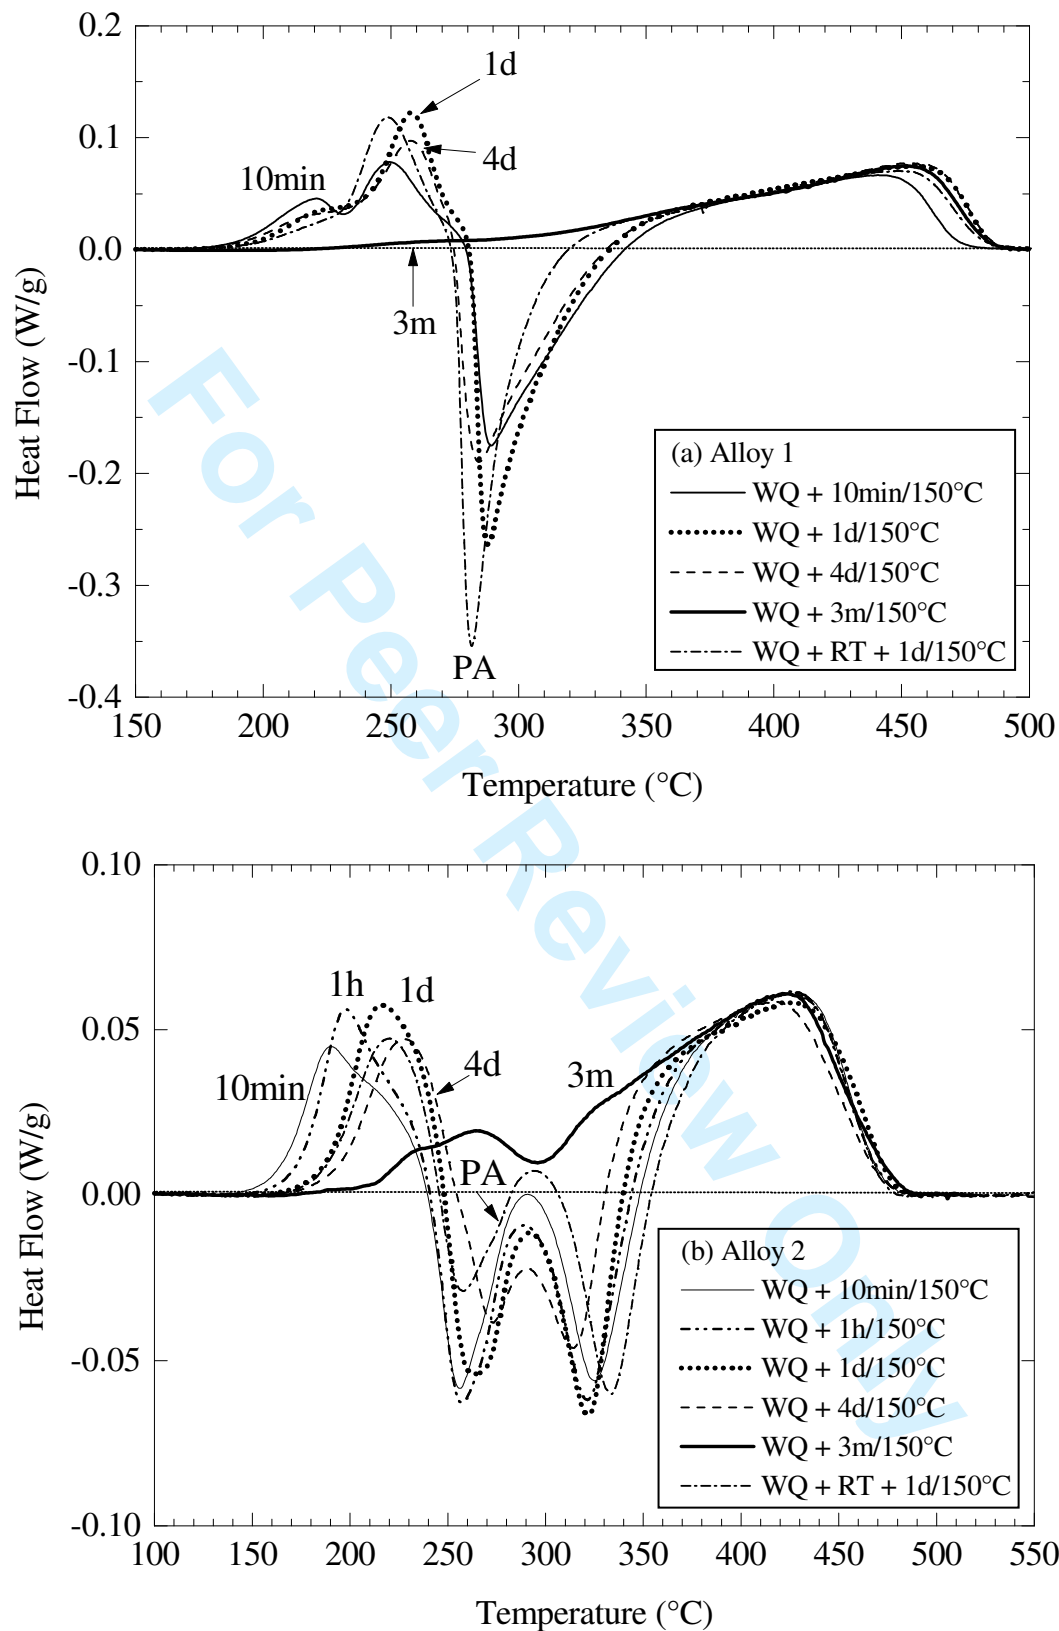 0.2
0.1
0.0
-0.1
-0.2
-0.3
-0.4
Heat Flow (W/g)
1d
4d
10min
3m
PA
(a) Alloy 1
WQ + 10min/150°C
WQ + 1d/150°C
WQ + 4d/150°C
WQ + 3m/150°C
WQ + RT + 1d/150°C
150 200 250 300 350 400 450 500
Temperature (°C)
For Peer Review Only
0.10
0.05
0.00
-0.05
-0.10
Heat Flow (W/g)
1h
1d
10min
4d
3m
PA
(b) Alloy 2
WQ + 10min/150°C
WQ + 1h/150°C
WQ + 1d/150°C
WQ + 4d/150°C
WQ + 3m/150°C
WQ + RT + 1d/150°C
100 150 200 250 300 350 400 450 500 550
Temperature (°C)